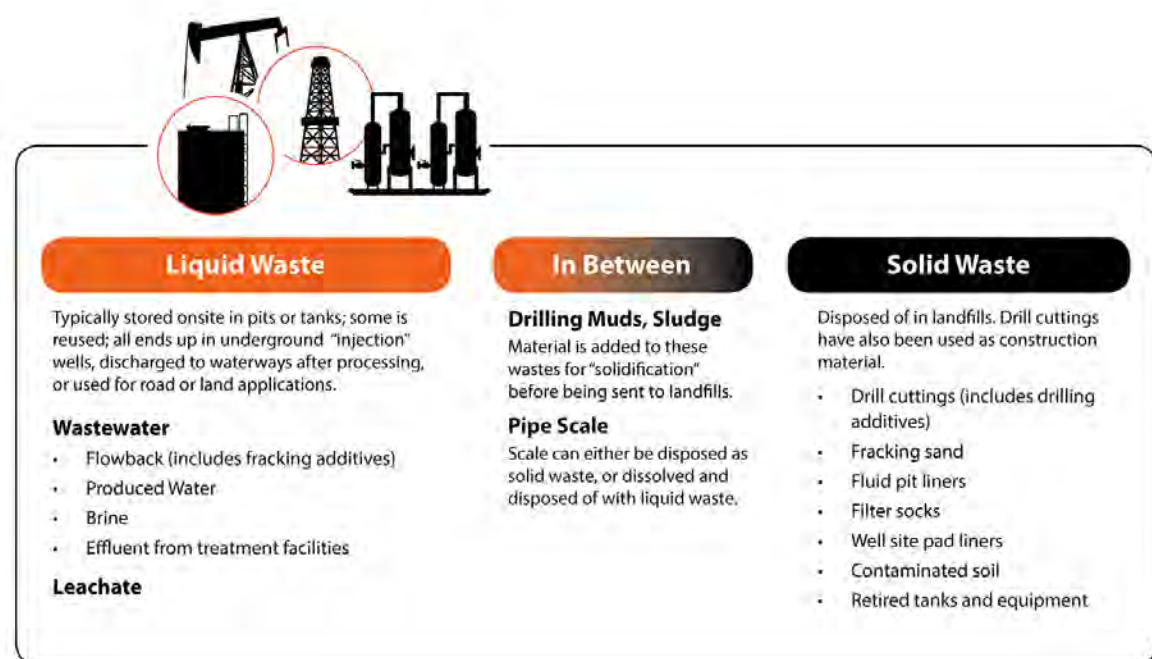 Liquid Waste
Typically stored onsite in pits or tanks; some is
reused; all ends up in underground "injection"
wells, discharged to waterways after processing,
or used for road or land applications.
Wastewater
• Flowback (includes fracking additives)
• Produced Water
• Brine
• Effluent from treatment facilities
Leachate
In Between
Drilling Muds, Sludge
Material is added to these
wastes for "solidification"
before being sent to landfills.
Pipe Scale
Scale can either be disposed as
solid waste, or dissolved and
disposed of with liquid waste.
Solid Waste
Disposed of in landfills. Drill cuttings
have also been used as construction
material.
• Drill cuttings (includes drilling
additives)
• Fracking sand
• Fluid pit liners
• Filter socks
• Well site pad liners
• Contaminated soil
• Retired tanks and equipment